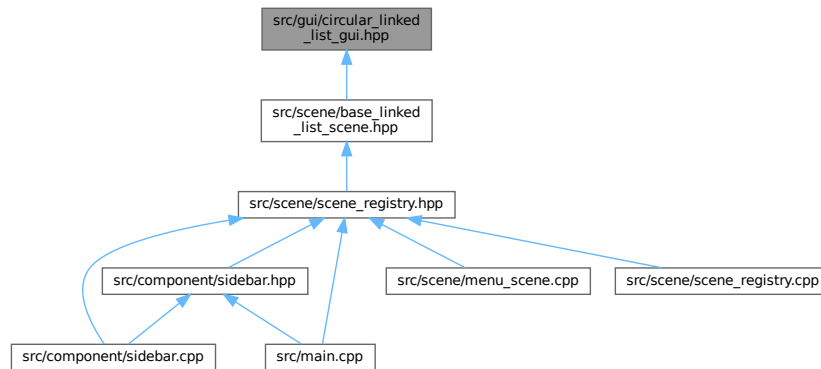 src/gui/circular_linked
_list_gui.hpp
src/scene/base_linked
_list_scene.hpp
src/scene/scene_registry.hpp
src/component/sidebar.hpp
src/scene/menu_scene.cpp
src/scene/scene_registry.cpp
src/component/sidebar.cpp
src/main.cpp